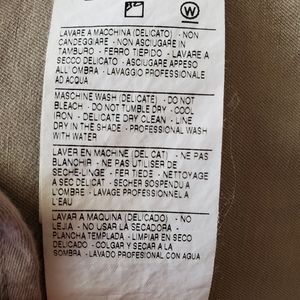 W
LAVARE A MACCHINA (DELICATO) - NON
CANDEGGIARE - NON ASCIUGARE IN
TAMBURO - FERRO TIEPIDO - LAVARE A
SECCO DELICATO - ASCIUGARE APPESO
ALL'OMBRA - LAVAGGIO PROFESSIONALE
AD ACQUA
MASCHINE WASH (DELICATE) - DO NOT
BLEACH - DO NOT TUMBLE DRY - COOL
IRON - DELICATE DRY CLEAN - LINE
DRY IN THE SHADE - PROFESSIONAL WASH
WITH WATER
LAVER EN MACHINE (DELICAT) - NE PAS
BLANCHIR - NE PAS UTILISER DE
SECHE-LINGE - FER TIEDE - NETTOYAGE
A SEC DELICAT - SECHER SUSPENDU A
L'OMBRE - LAVAGE PROFESSIONNEL A
L'EAU
LAVAR A MAQUINA (DELICADO) - NO
LEJIA - NO USAR LA SECADORA -
PLANCHA TEMPLADA - LIMPIAR EN SECO
DELICADO - COLGAR Y SECAR A LA
SOMBRA - LAVADO PROFESIONAL CON AGUA